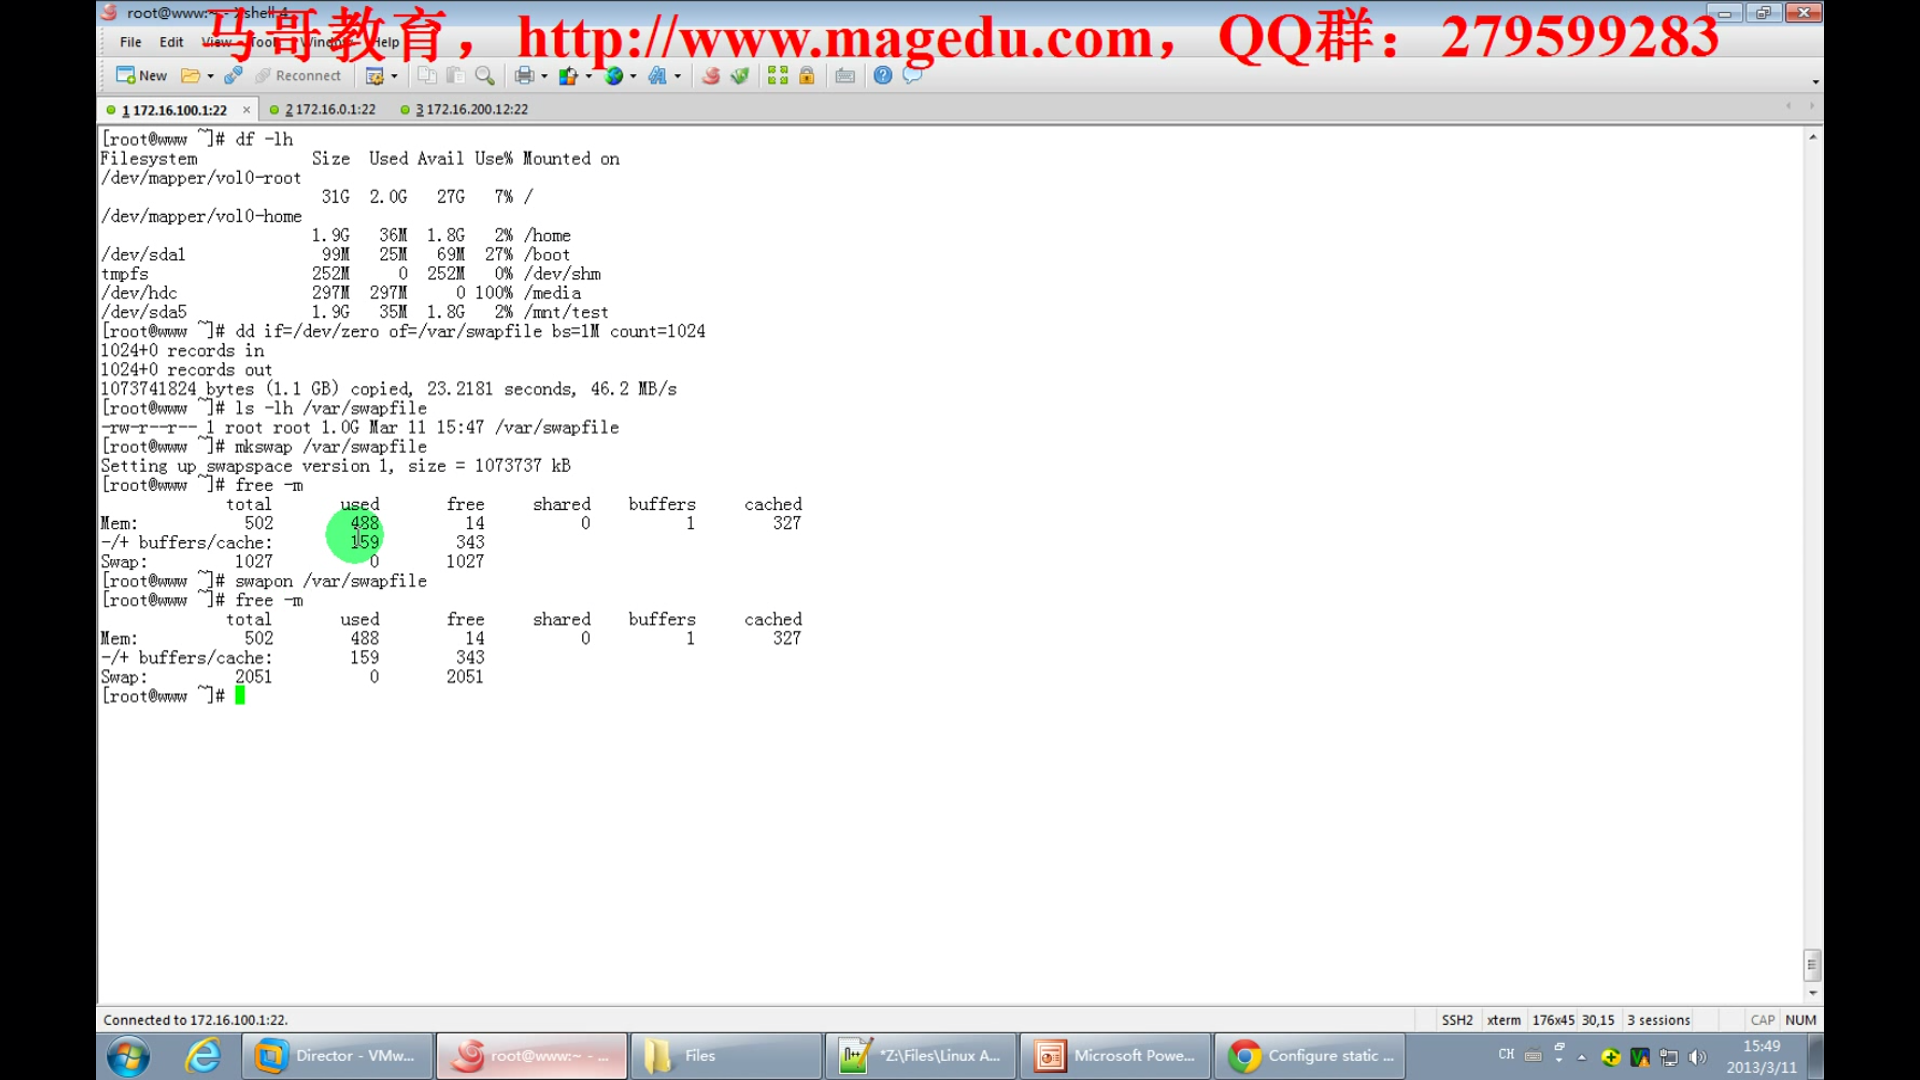 root@www:~ - Xshell 4
马哥教育，http://www.magedu.com，QQ群：279599283
File Edit View Tools Window Help
New Reconnect
1 172.16.100.1:22 2 172.16.0.1:22 3 172.16.200.12:22
[root@www ~]# df -lh
Filesystem Size Used Avail Use% Mounted on
/dev/mapper/vol0-root
31G 2.0G 27G 7% /
/dev/mapper/vol0-home
1.9G 36M 1.8G 2% /home
/dev/sda1 99M 25M 69M 27% /boot
tmpfs 252M 0 252M 0% /dev/shm
/dev/hdc 297M 297M 0 100% /media
/dev/sda5 1.9G 35M 1.8G 2% /mnt/test
[root@www ~]# dd if=/dev/zero of=/var/swapfile bs=1M count=1024
1024+0 records in
1024+0 records out
1073741824 bytes (1.1 GB) copied, 23.2181 seconds, 46.2 MB/s
[root@www ~]# ls -lh /var/swapfile
-rw-r--r-- 1 root root 1.0G Mar 11 15:47 /var/swapfile
[root@www ~]# mkswap /var/swapfile
Setting up swapspace version 1, size = 1073737 kB
[root@www ~]# free -m
total used free shared buffers cached
Mem: 502 488 14 0 1 327
-/+ buffers/cache: 159 343
Swap: 1027 0 1027
[root@www ~]# swapon /var/swapfile
[root@www ~]# free -m
total used free shared buffers cached
Mem: 502 488 14 0 1 327
-/+ buffers/cache: 159 343
Swap: 2051 0 2051
[root@www ~]#
Connected to 172.16.100.1:22. SSH2 xterm 176x45 30,15 3 sessions CAP NUM
Director - VMw... root@www:~ - ... Files *Z:\Files\Linux A... Microsoft Powe... Configure static ... CH 15:49
2013/3/11